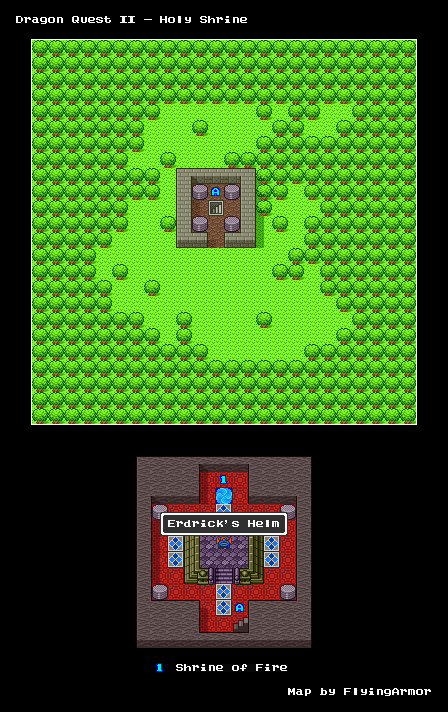 Dragon Quest II – Holy Shrine
A
1
Erdrick's Helm
A
1 Shrine of Fire
Map by FlyingArmor